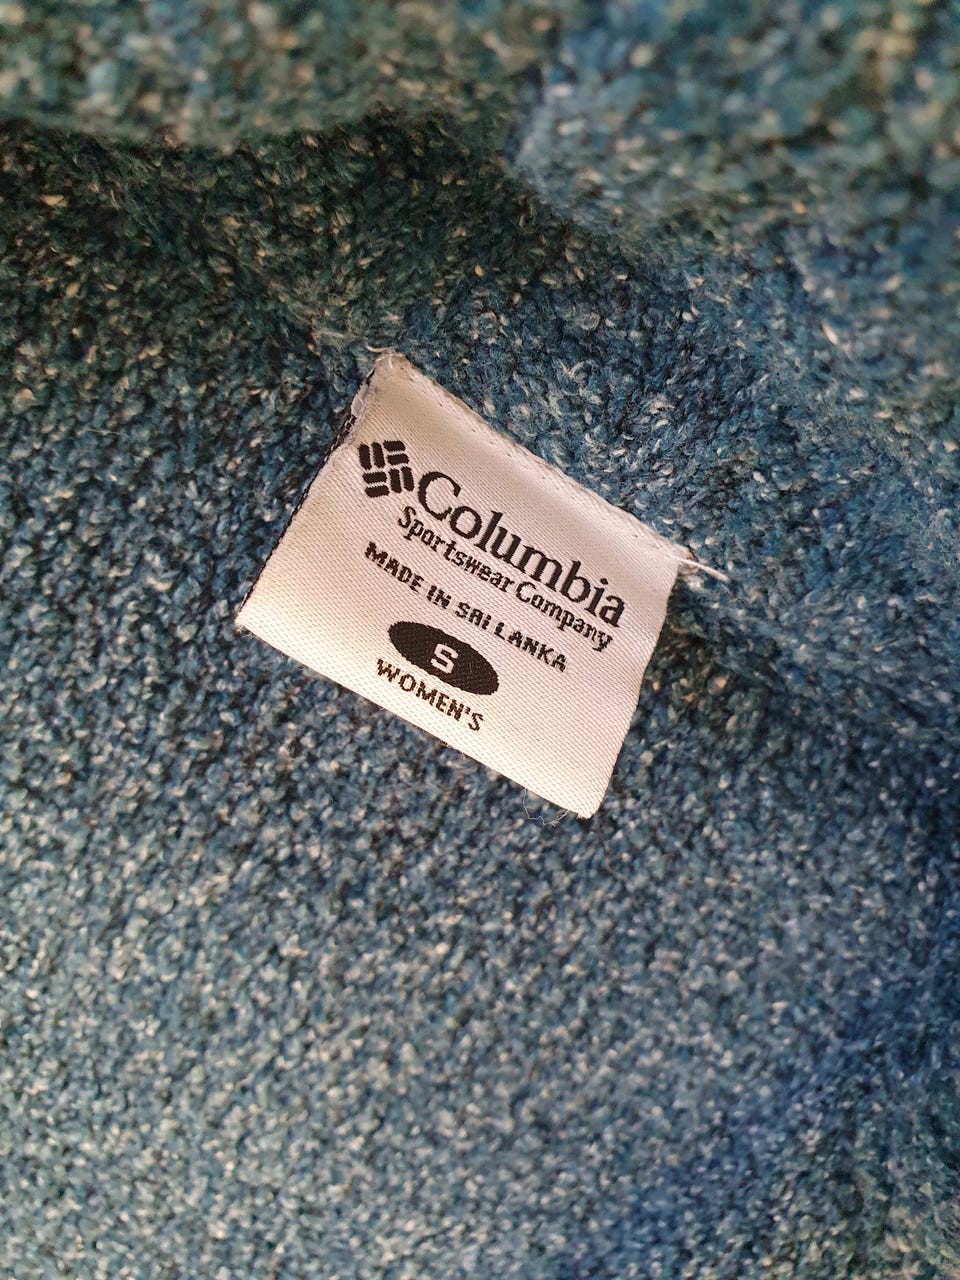 Columbia
Sportswear Company
MADE IN SRI LANKA
S
WOMEN'S